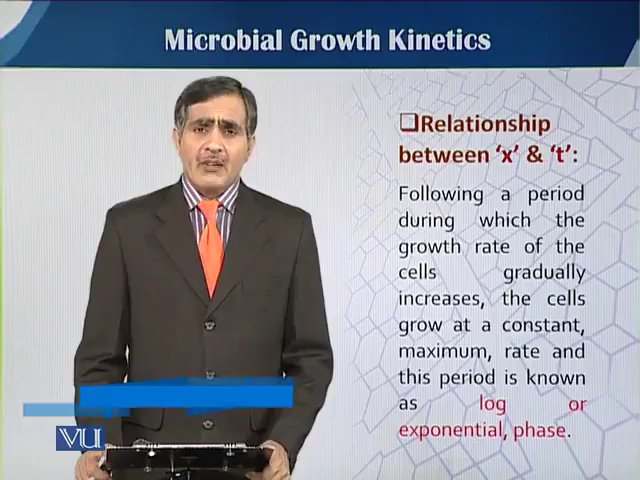 Microbial Growth Kinetics
❑Relationship
between ‘x’ & ‘t’:
Following a period
during which the
growth rate of the
cells gradually
increases, the cells
grow at a constant,
maximum, rate and
this period is known
as log or
exponential, phase.
VU